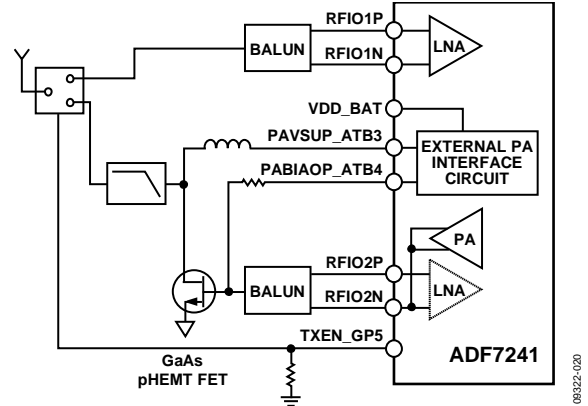 RFIO1P
BALUN
RFIO1N
LNA
VDD_BAT
PAVSUP_ATB3
PABIAOP_ATB4
EXTERNAL PA
INTERFACE
CIRCUIT
PA
RFIO2P
BALUN
LNA
RFIO2N
TXEN_GP5
ADF7241
GaAs
pHEMT FET
09322-020